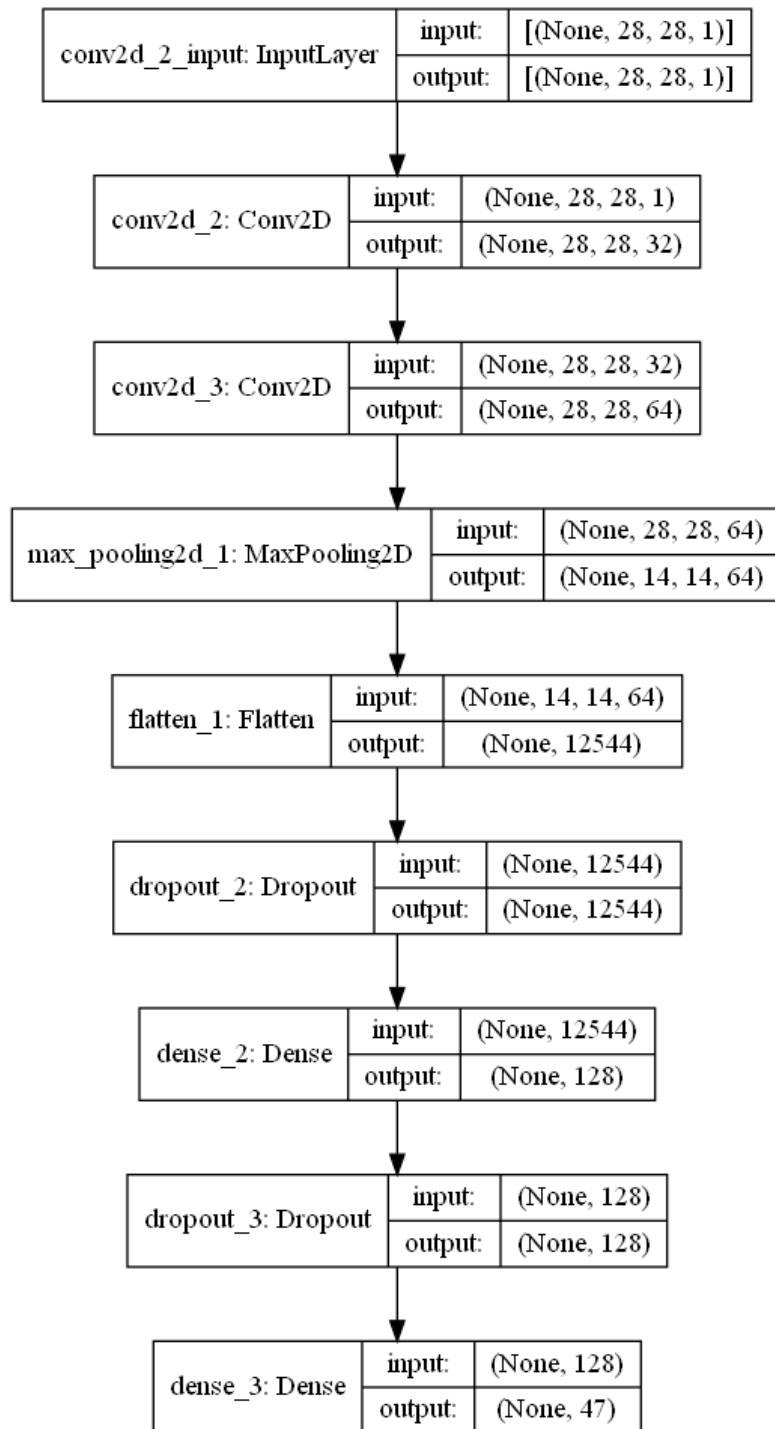 conv2d_2_input: InputLayer
input: [(None, 28, 28, 1)]
output: [(None, 28, 28, 1)]
conv2d_2: Conv2D
input: (None, 28, 28, 1)
output: (None, 28, 28, 32)
conv2d_3: Conv2D
input: (None, 28, 28, 32)
output: (None, 28, 28, 64)
max_pooling2d_1: MaxPooling2D
input: (None, 28, 28, 64)
output: (None, 14, 14, 64)
flatten_1: Flatten
input: (None, 14, 14, 64)
output: (None, 12544)
dropout_2: Dropout
input: (None, 12544)
output: (None, 12544)
dense_2: Dense
input: (None, 12544)
output: (None, 128)
dropout_3: Dropout
input: (None, 128)
output: (None, 128)
dense_3: Dense
input: (None, 128)
output: (None, 47)